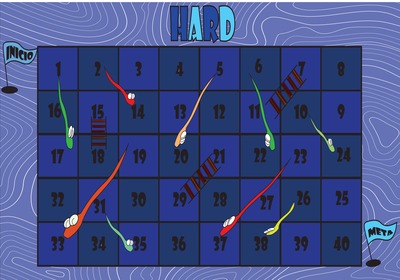 HARD
INICIO
1 2 3 4 5 6 7 8
16 15 14 13 12 11 10 9
17 18 19 20 21 22 23 24
32 31 30 29 28 27 26 25
33 34 35 36 37 38 39 40
META